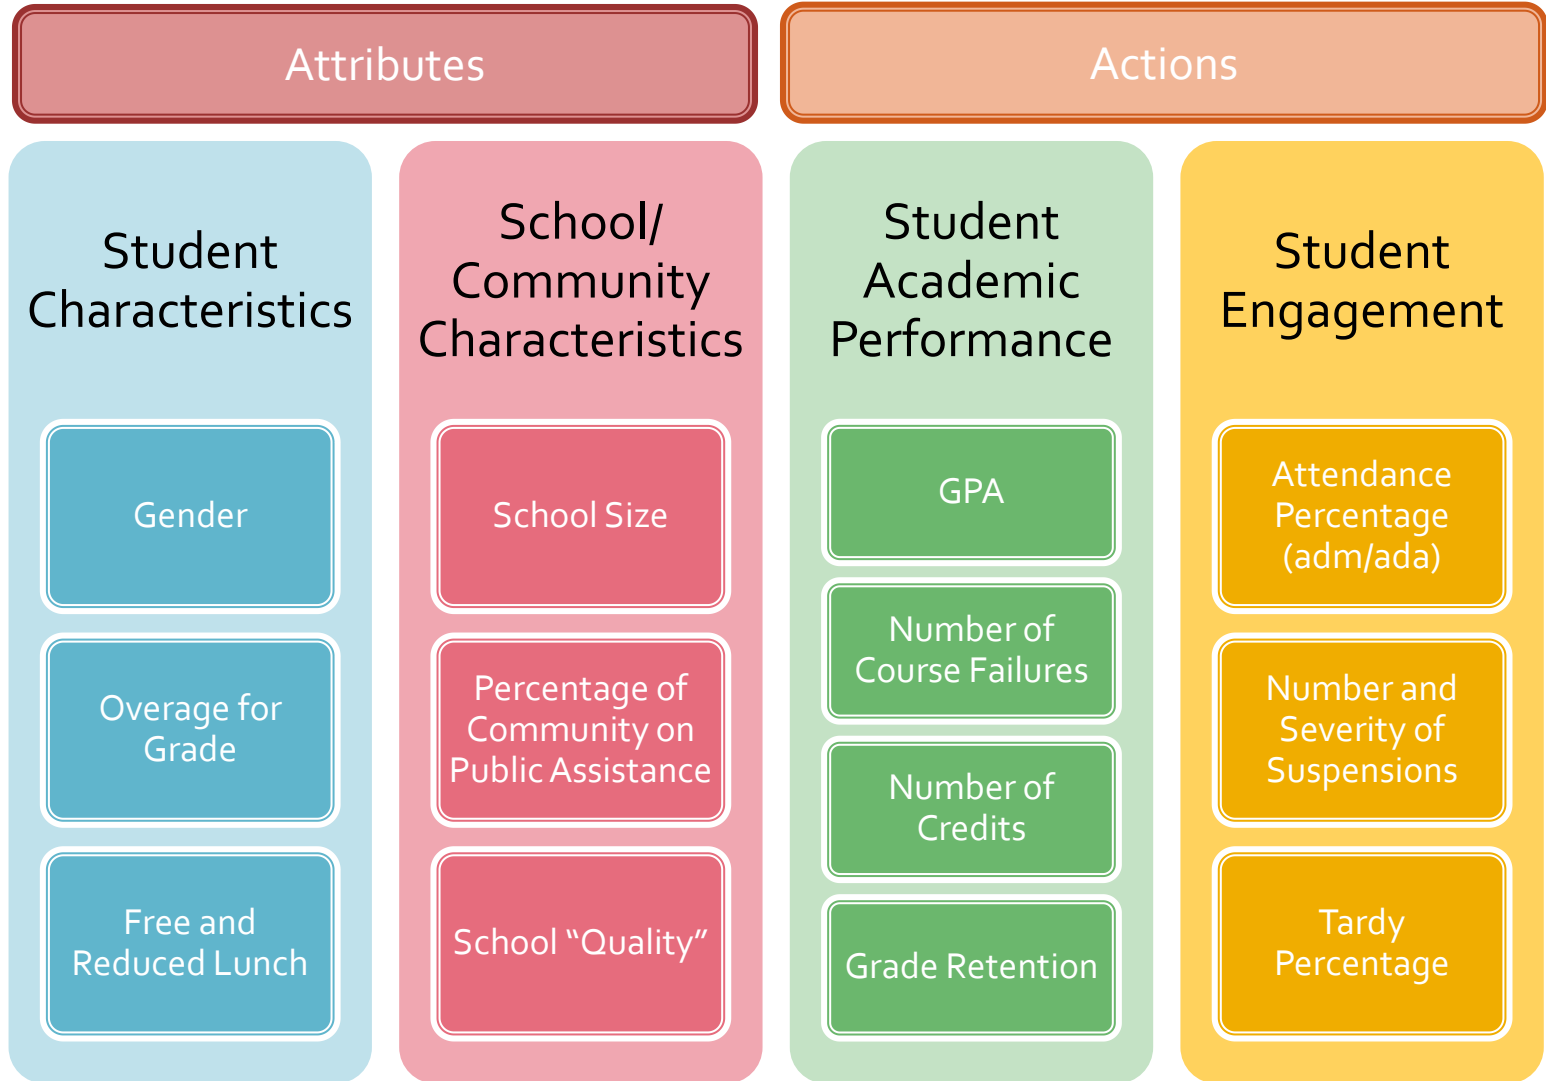 Attributes
Actions
Student
Characteristics
Gender
Overage for
Grade
Free and
Reduced Lunch
School/
Community
Characteristics
School Size
Percentage of
Community on
Public Assistance
School “Quality”
Student
Academic
Performance
GPA
Number of
Course Failures
Number of
Credits
Grade Retention
Student
Engagement
Attendance
Percentage
(adm/ada)
Number and
Severity of
Suspensions
Tardy
Percentage